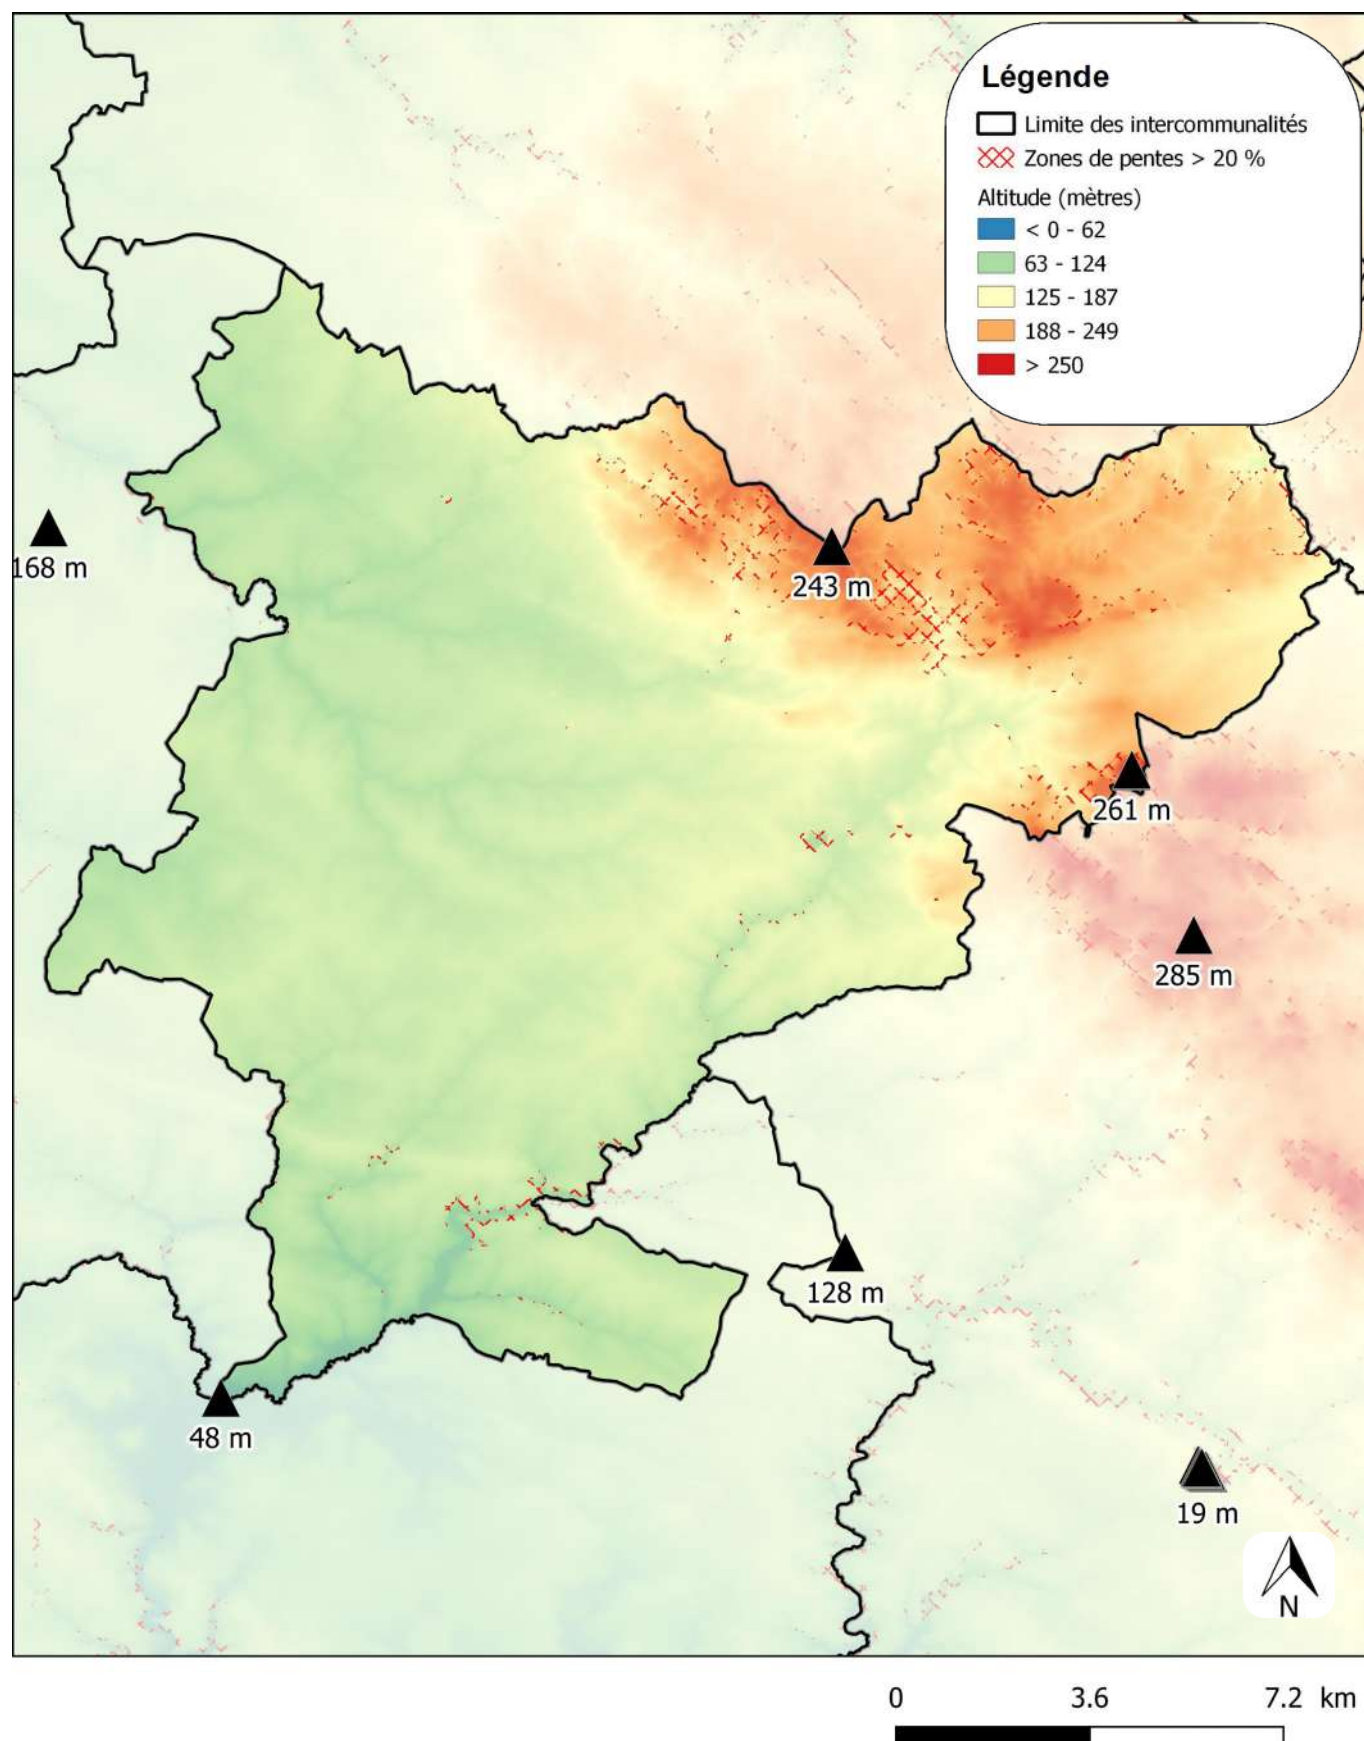 Légende
Limite des intercommunalités
Zones de pentes > 20 %
Altitude (mètres)
< 0 - 62
63 - 124
125 - 187
188 - 249
> 250
168 m
243 m
261 m
285 m
128 m
48 m
19 m
N
0 3.6 7.2 km